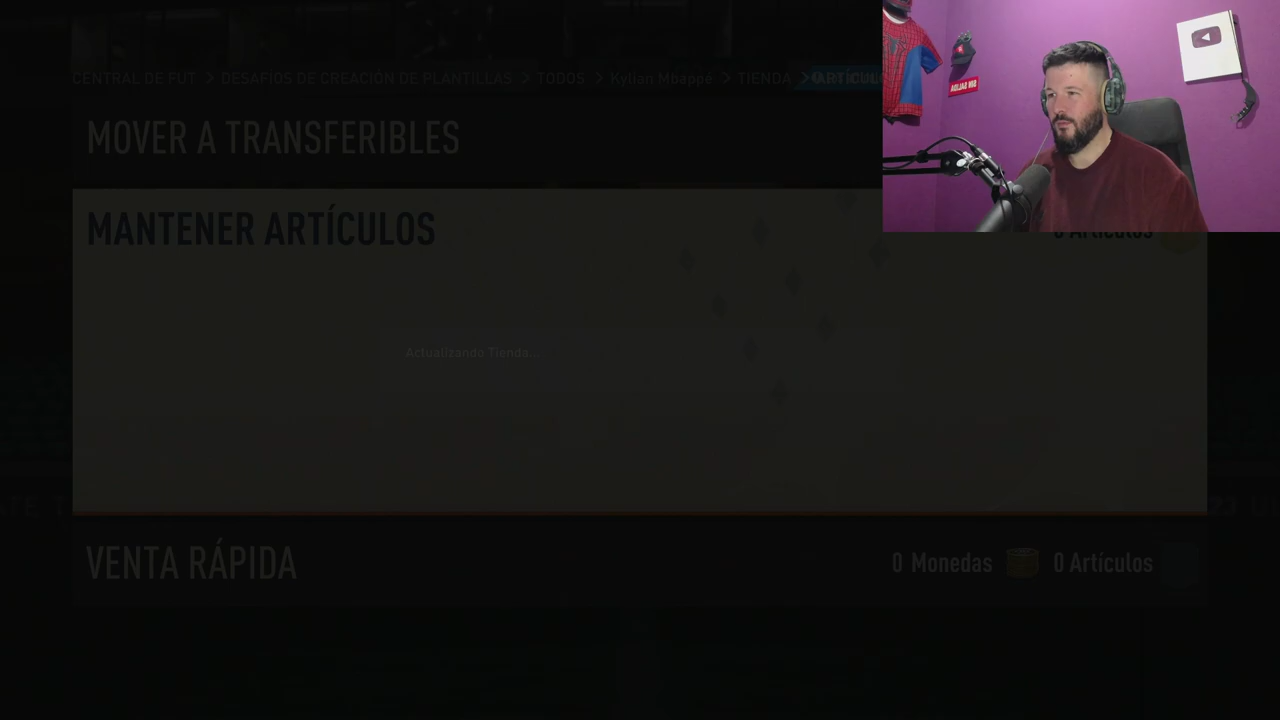 CENTRAL DE FUT > DESAFÍOS DE CREACIÓN DE PLANTILLAS > TODOS > Kylian Mbappé > TIENDA > ARTÍCULO
MOVER A TRANSFERIBLES
MANTENER ARTÍCULOS
0 Artículos
Actualizando Tienda...
VENTA RÁPIDA
0 Monedas
0 Artículos